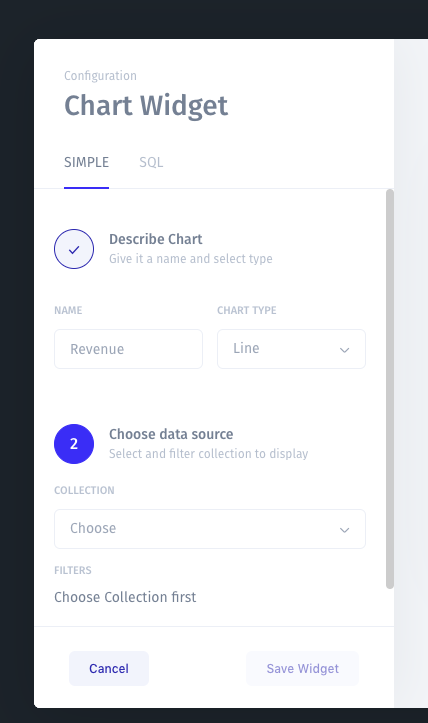 Configuration
Chart Widget
SIMPLE SQL
Describe Chart
Give it a name and select type
NAME CHART TYPE
Revenue Line
2 Choose data source
Select and filter collection to display
COLLECTION
Choose
FILTERS
Choose Collection first
Cancel Save Widget